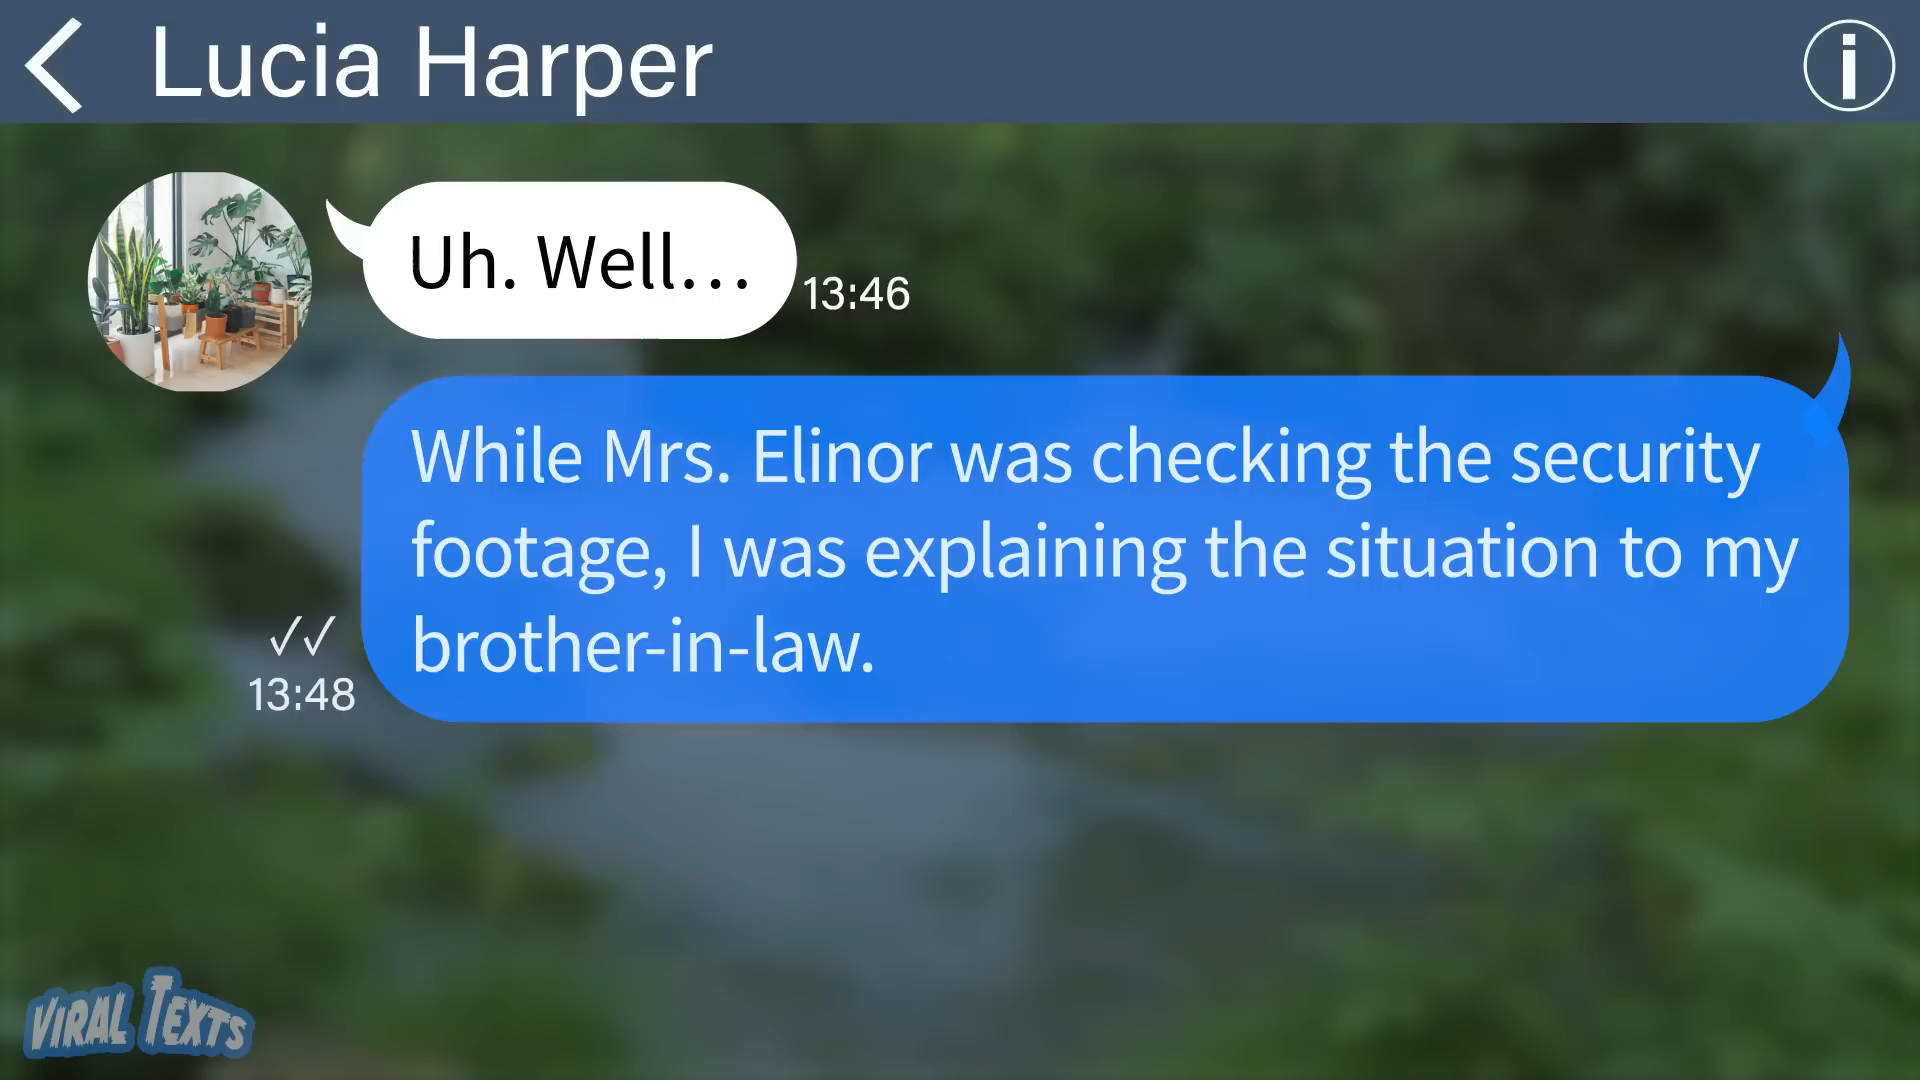 Lucia Harper
Uh. Well...
13:46
While Mrs. Elinor was checking the security
footage, I was explaining the situation to my
brother-in-law.
13:48
VIRAL TEXTS